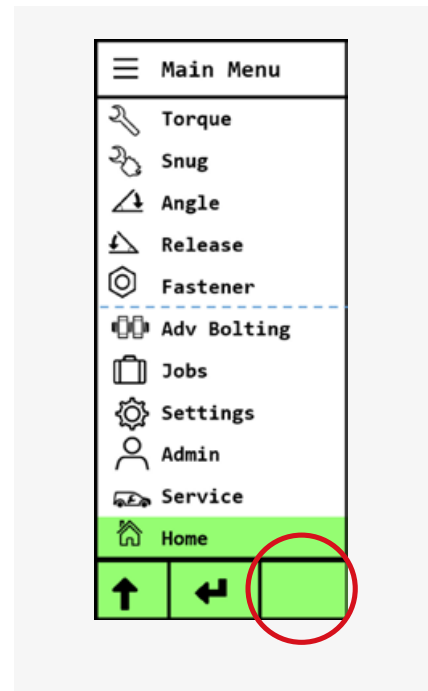 Main Menu
Torque
Snug
Angle
Release
Fastener
Adv Bolting
Jobs
Settings
Admin
Service
Home